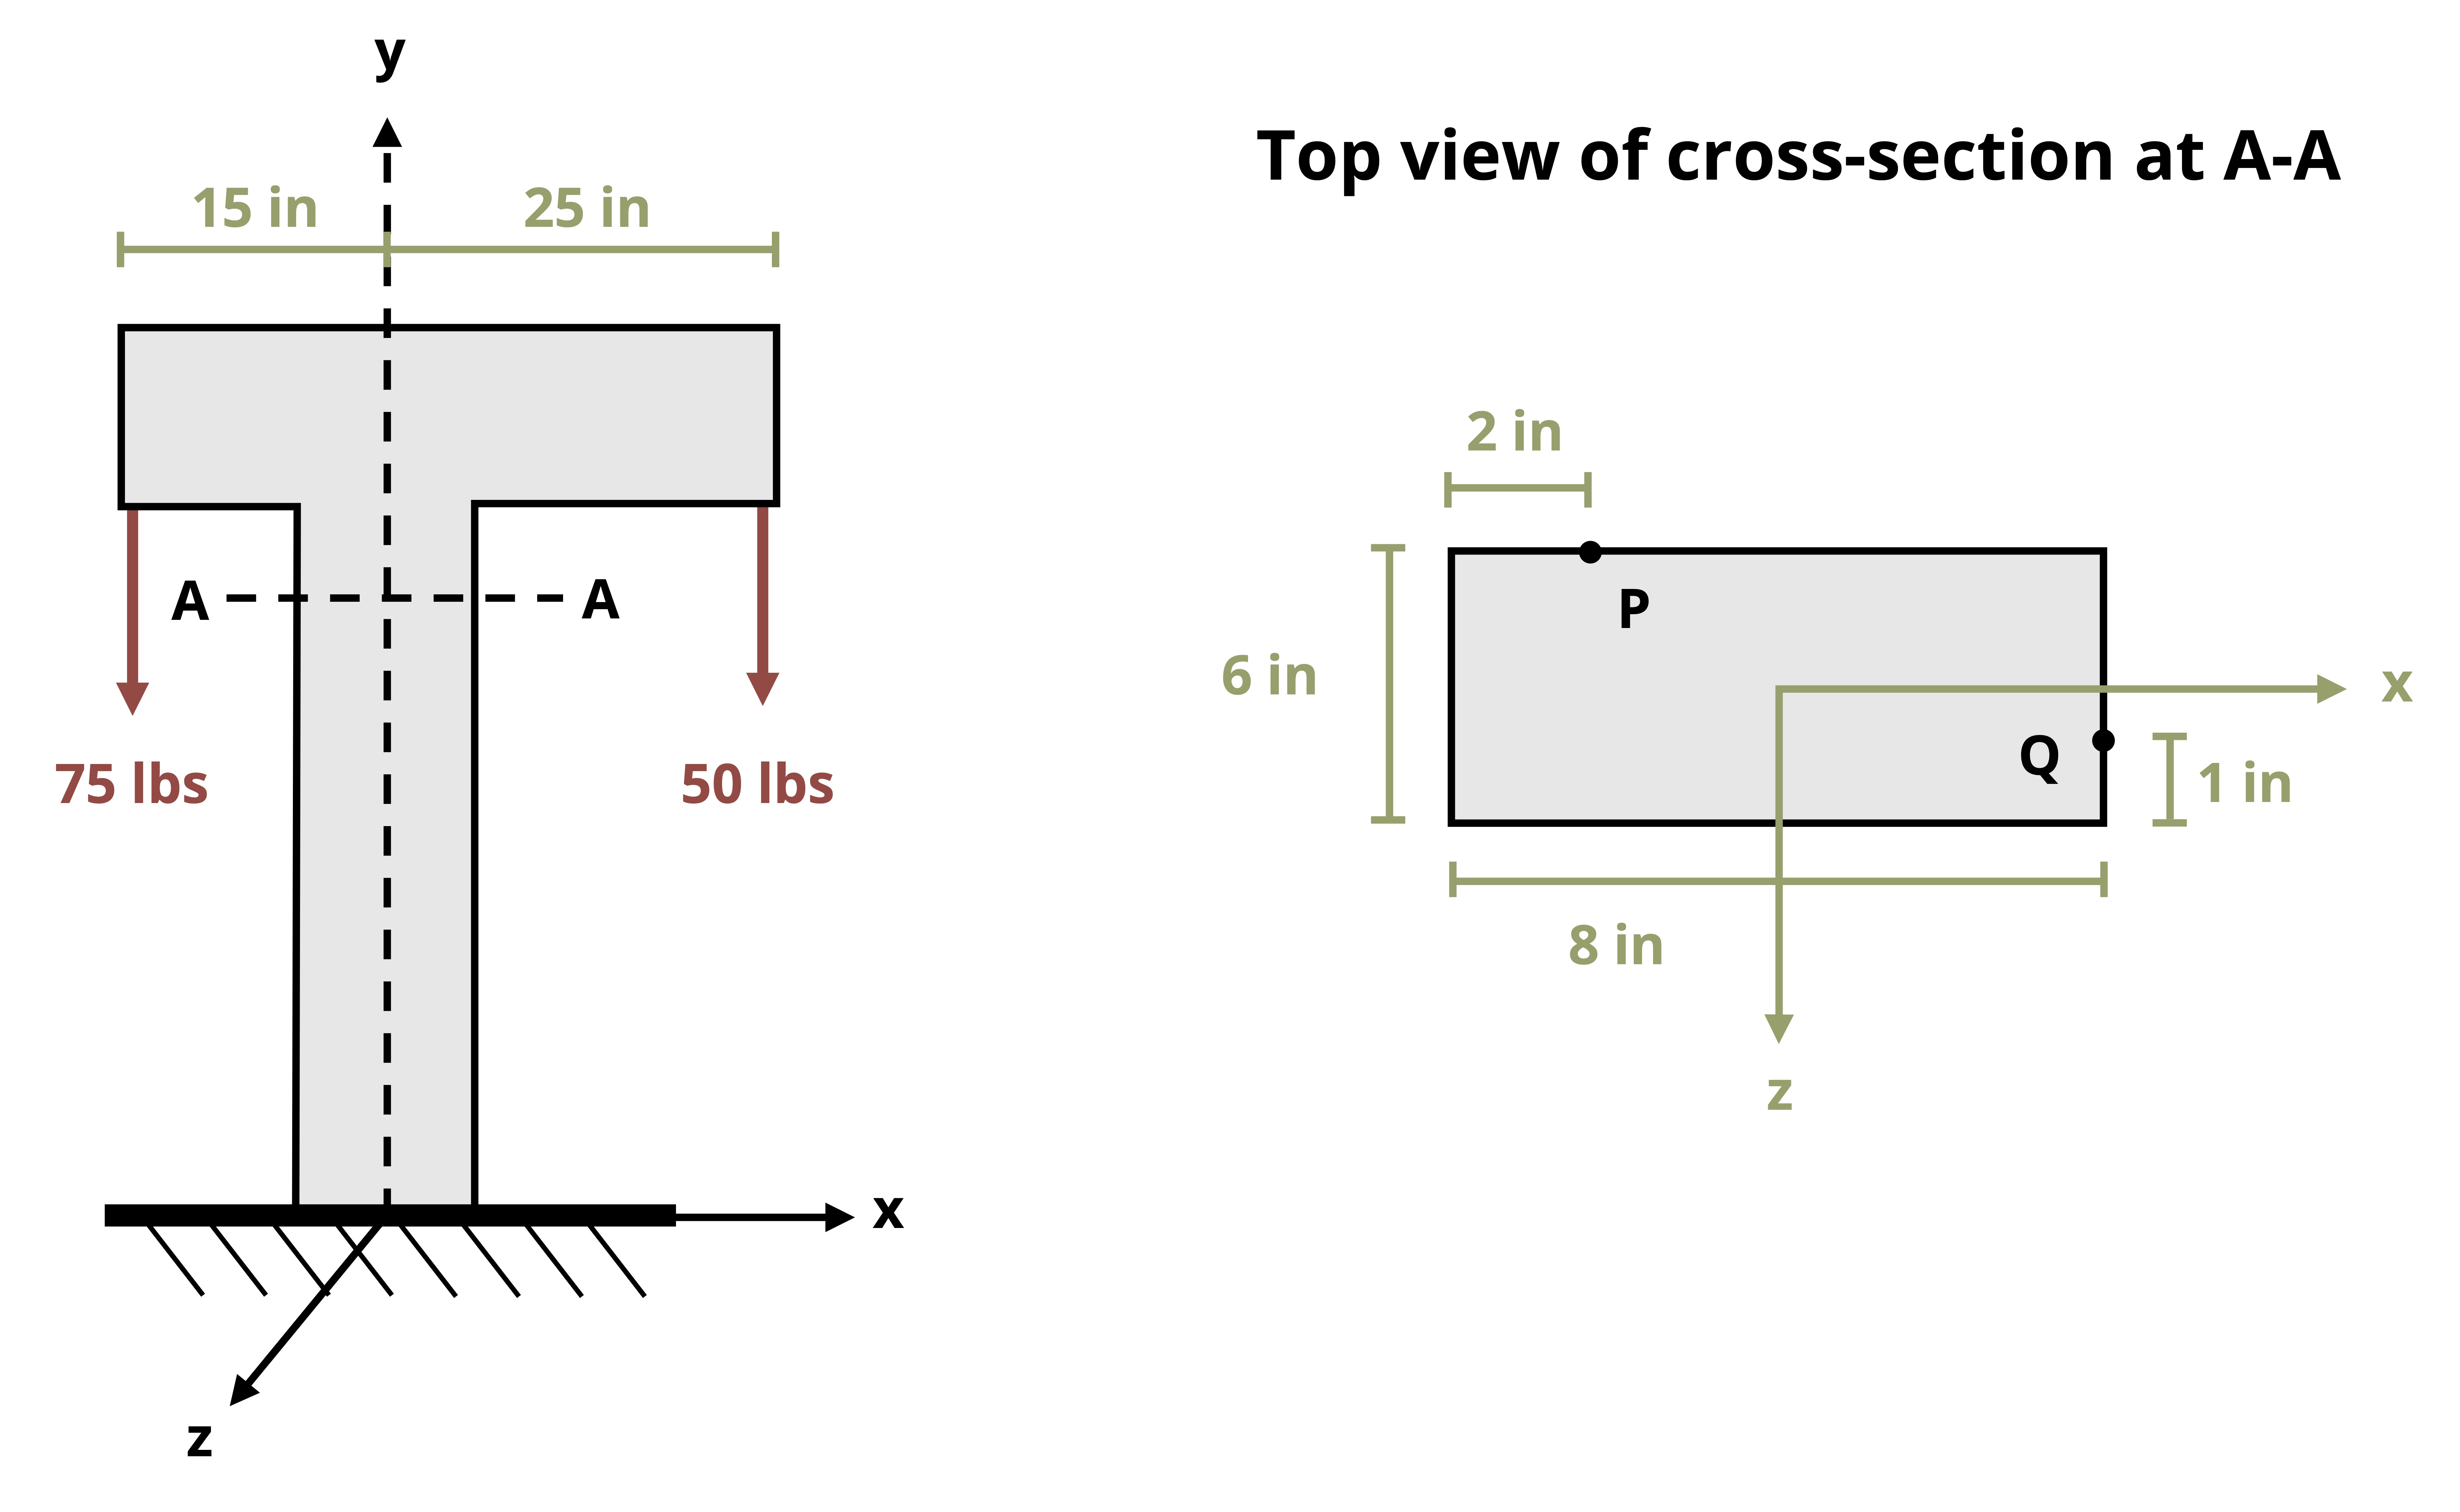 y
Top view of cross-section at A-A
15 in
25 in
2 in
A
A
P
6 in
x
Q
1 in
75 lbs
50 lbs
8 in
z
x
z